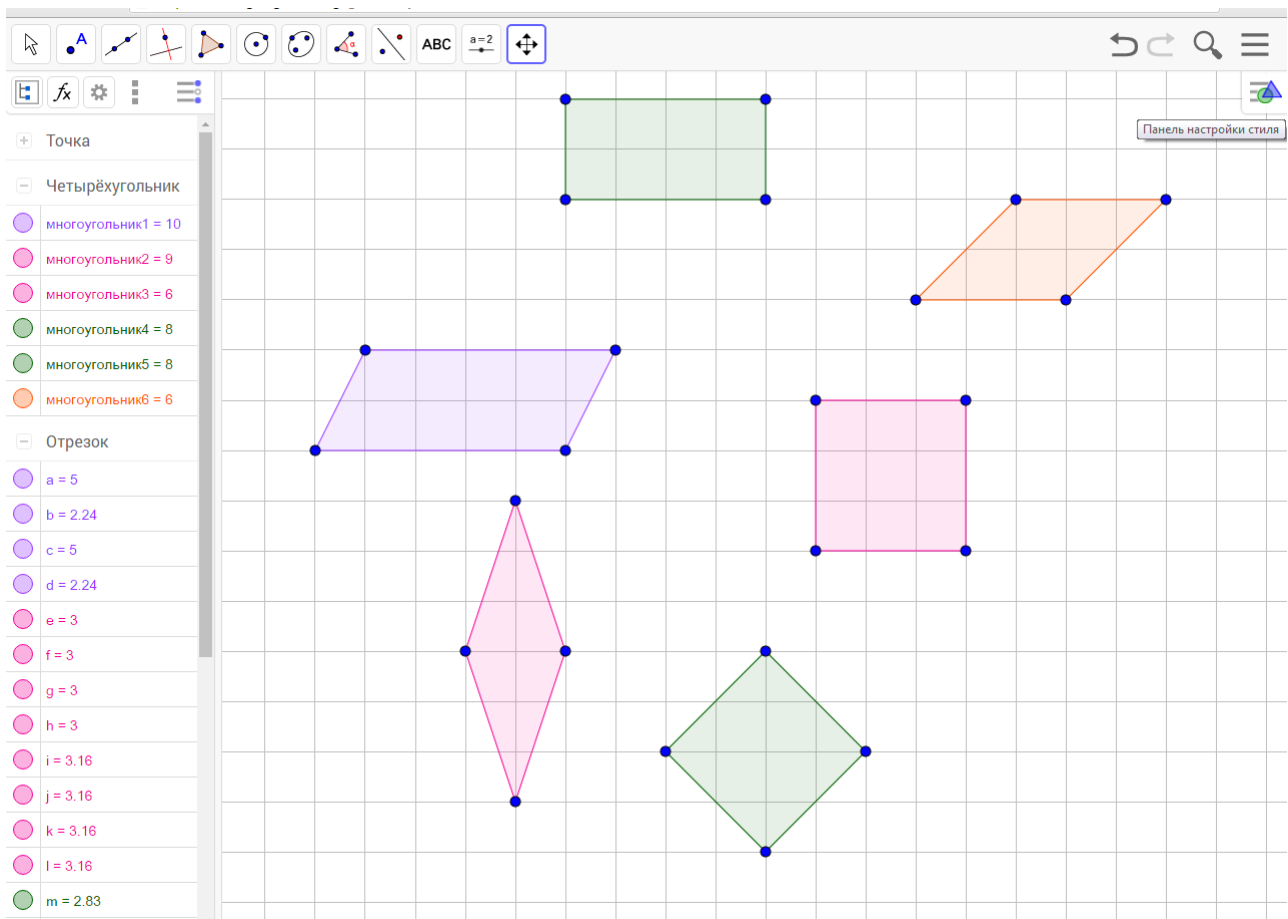 A
α
ABC
a=2
fx
Панель настройки стиля
Точка
Четырёхугольник
многоугольник1 = 10
многоугольник2 = 9
многоугольник3 = 6
многоугольник4 = 8
многоугольник5 = 8
многоугольник6 = 6
Отрезок
a = 5
b = 2.24
c = 5
d = 2.24
e = 3
f = 3
g = 3
h = 3
i = 3.16
j = 3.16
k = 3.16
l = 3.16
m = 2.83